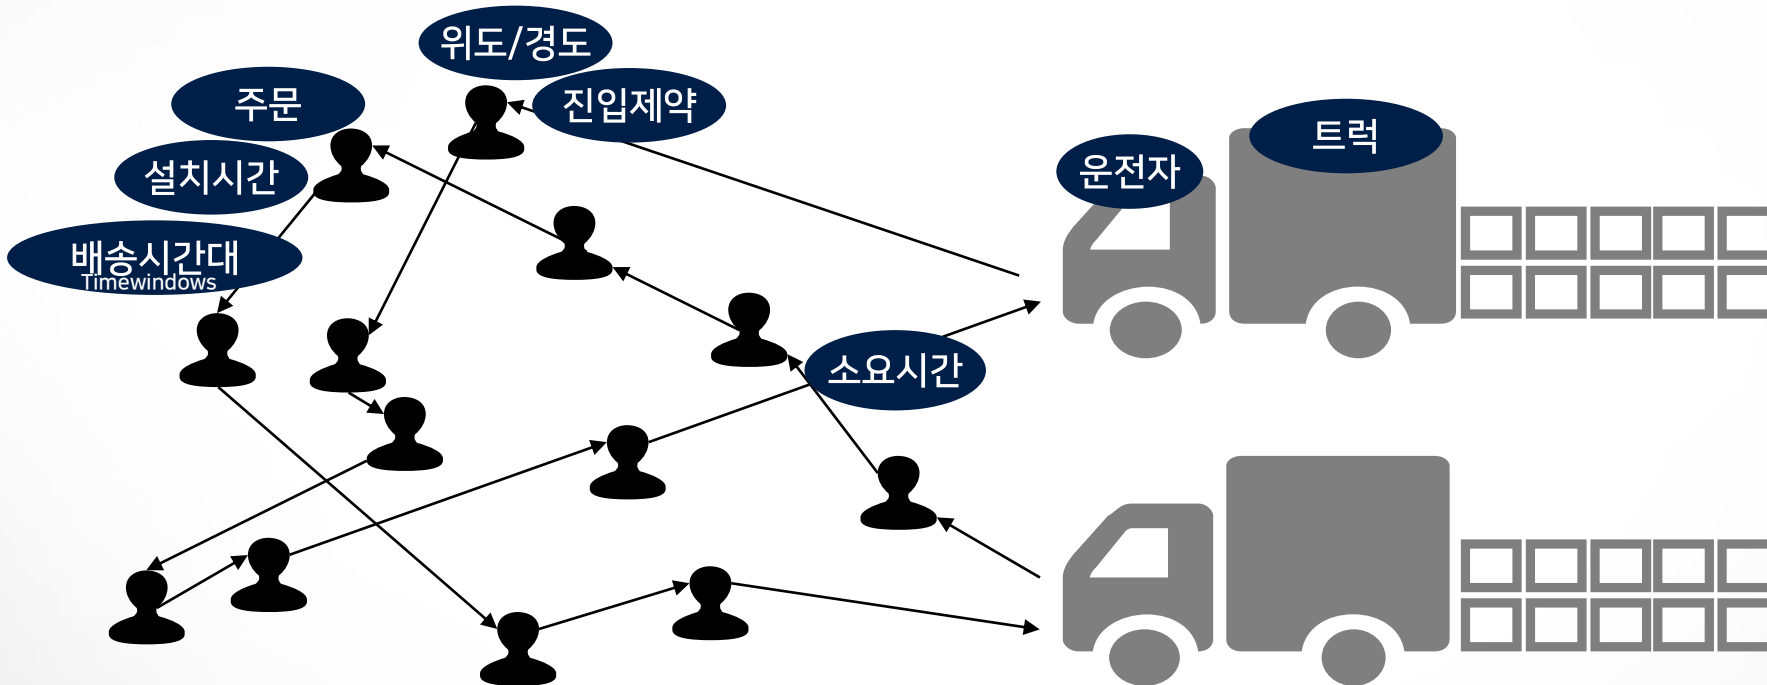 위도/경도
주문
진입제약
설치시간
배송시간대
Timewindows
운전자
트럭
소요시간